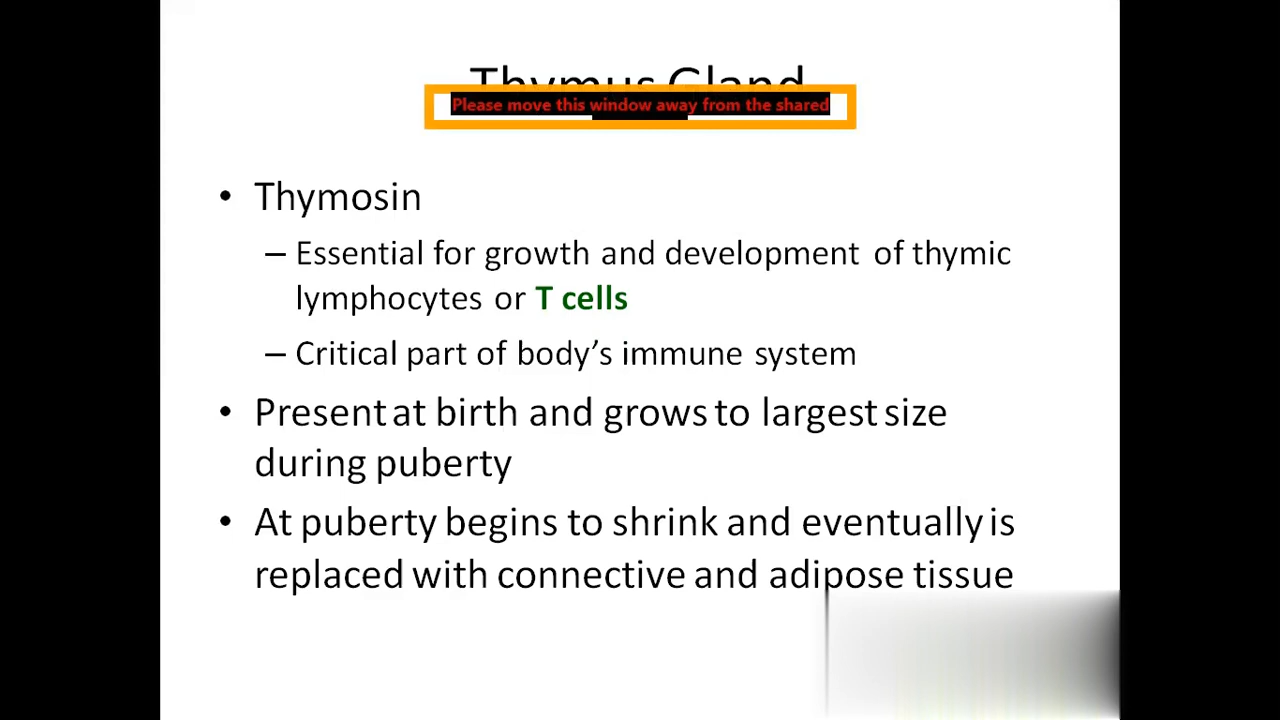 Thymus Gland
Please move this window away from the shared
• Thymosin
– Essential for growth and development of thymic
lymphocytes or T cells
– Critical part of body’s immune system
• Present at birth and grows to largest size
during puberty
• At puberty begins to shrink and eventually is
replaced with connective and adipose tissue